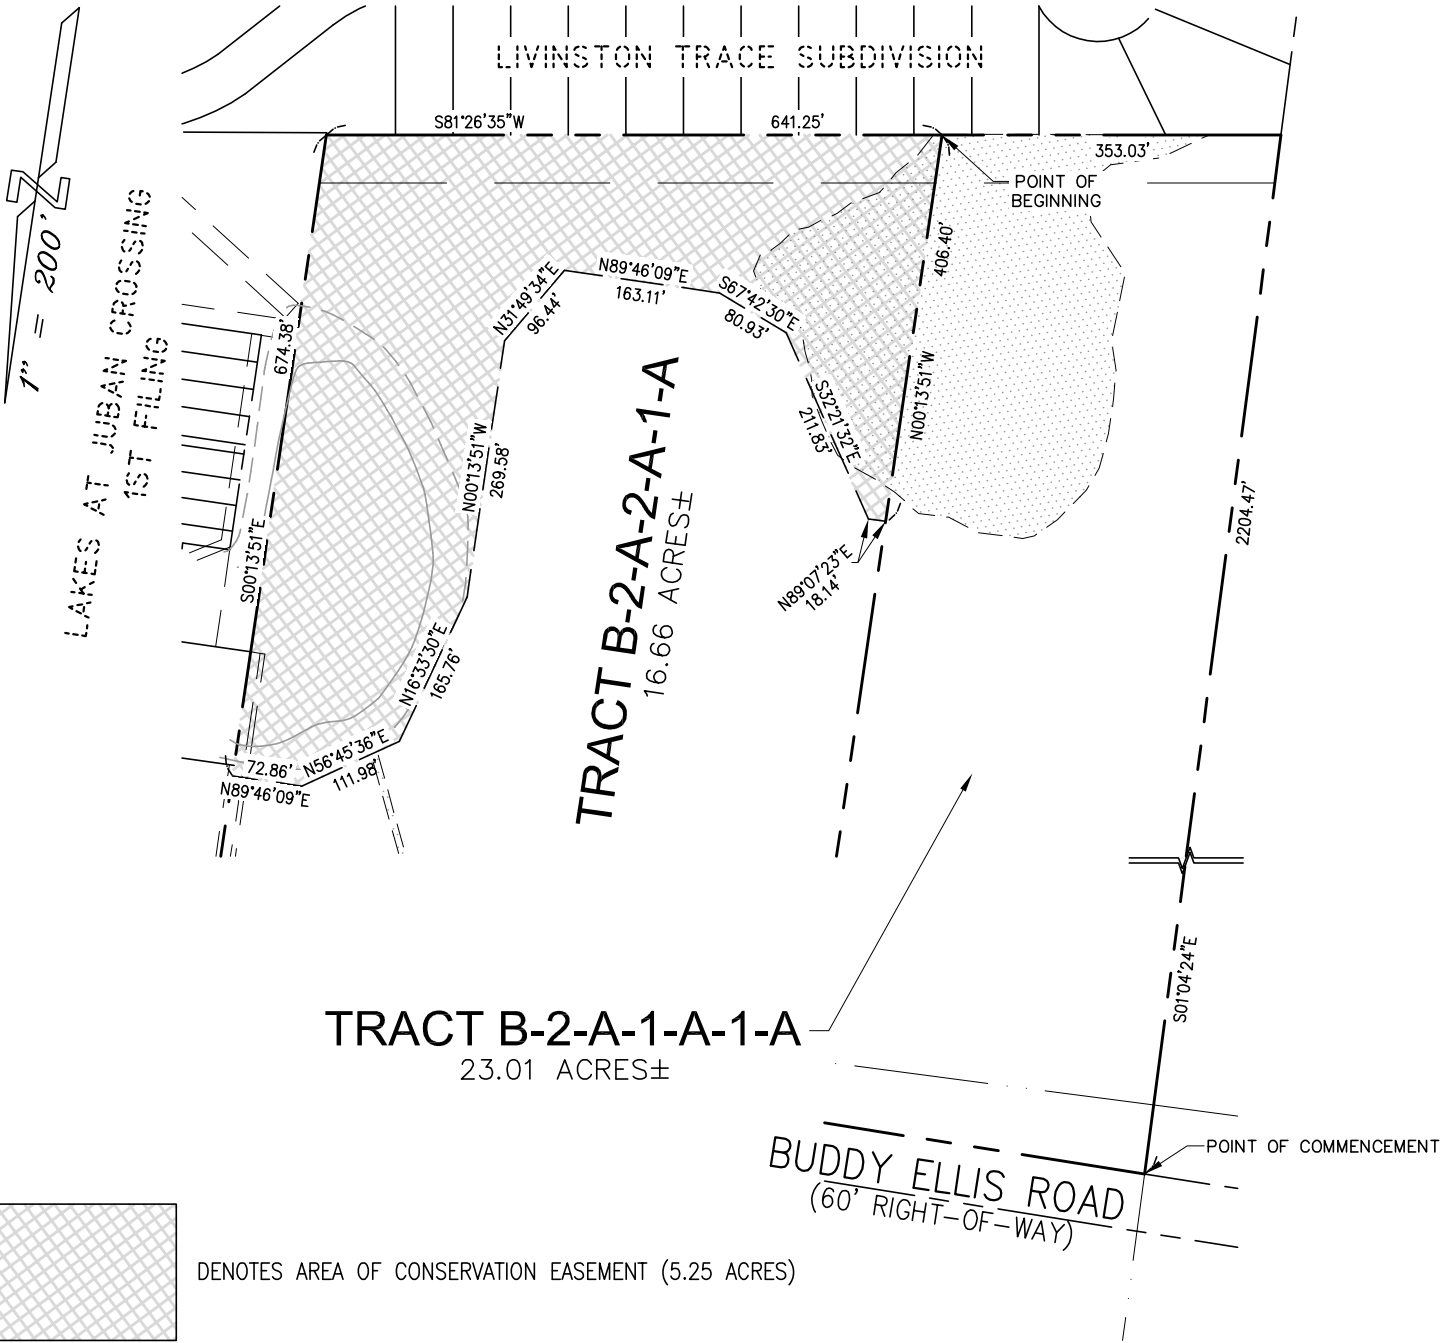 LIVINSTON TRACE SUBDIVISION
S81°26'35"W
641.25'
353.03'
POINT OF
BEGINNING
1" = 200'
LAKES AT JUBAN CROSSING
1ST FILING
674.38'
S00°13'51"E
N31°49'34"E
96.44'
N89°46'09"E
163.11'
S67°42'30"E
80.93'
406.40'
N00°13'51"W
S32°21'32"E
211.83'
N00°13'51"W
269.58'
N89°07'23"E
18.14'
2204.47'
TRACT B-2-A-2-A-1-A
16.66 ACRES±
N16°33'30"E
165.76'
N56°45'36"E
111.98'
72.86'
N89°46'09"E
S01°04'24"E
TRACT B-2-A-1-A-1-A
23.01 ACRES±
POINT OF COMMENCEMENT
BUDDY ELLIS ROAD
(60' RIGHT-OF-WAY)
DENOTES AREA OF CONSERVATION EASEMENT (5.25 ACRES)